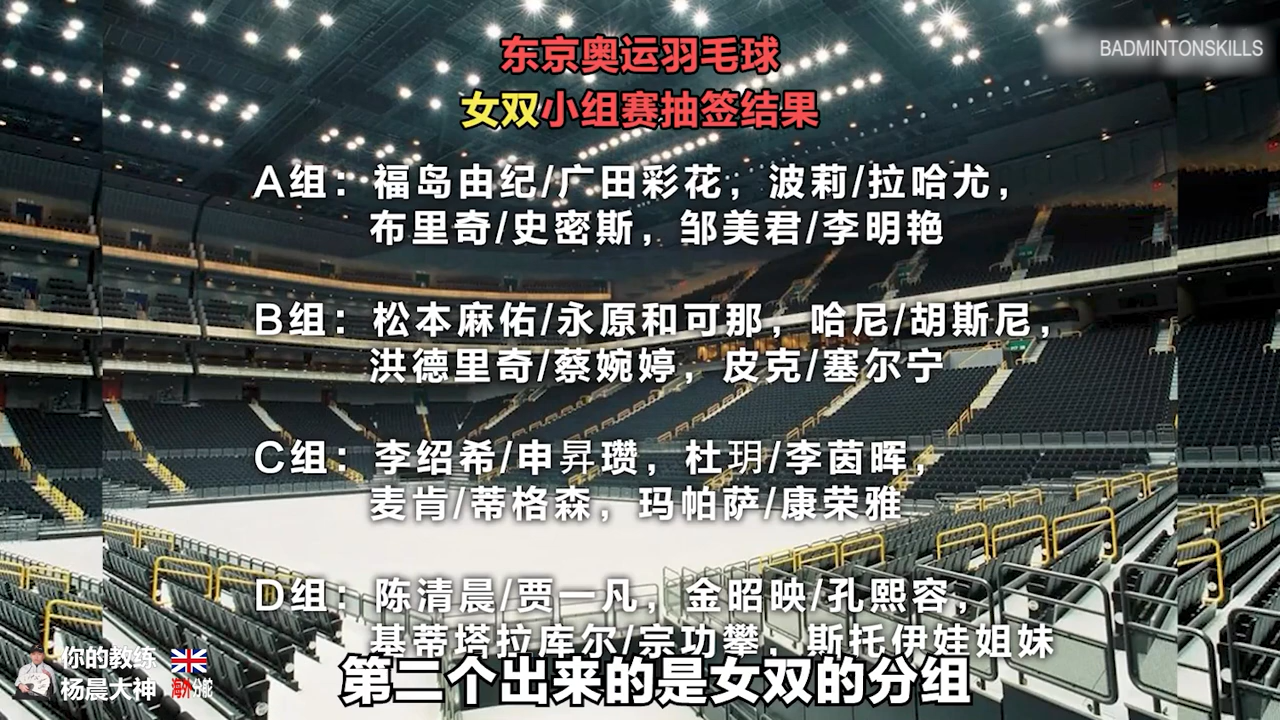 BADMINTONSKILLS
东京奥运羽毛球
女双小组赛抽签结果
A组：福岛由纪/广田彩花，波莉/拉哈尤，
布里奇/史密斯，邹美君/李明艳
B组：松本麻佑/永原和可那，哈尼/胡斯尼，
洪德里奇/蔡婉婷，皮克/塞尔宁
C组：李绍希/申昇瓒，杜玥/李茵晖，
麦肯/蒂格森，玛帕萨/康荣雅
D组：陈清晨/贾一凡，金昭映/孔熙容，
基蒂塔拉库尔/宗功攀，斯托伊娃姐妹
你的教练
杨晨大神
第二个出来的是女双的分组